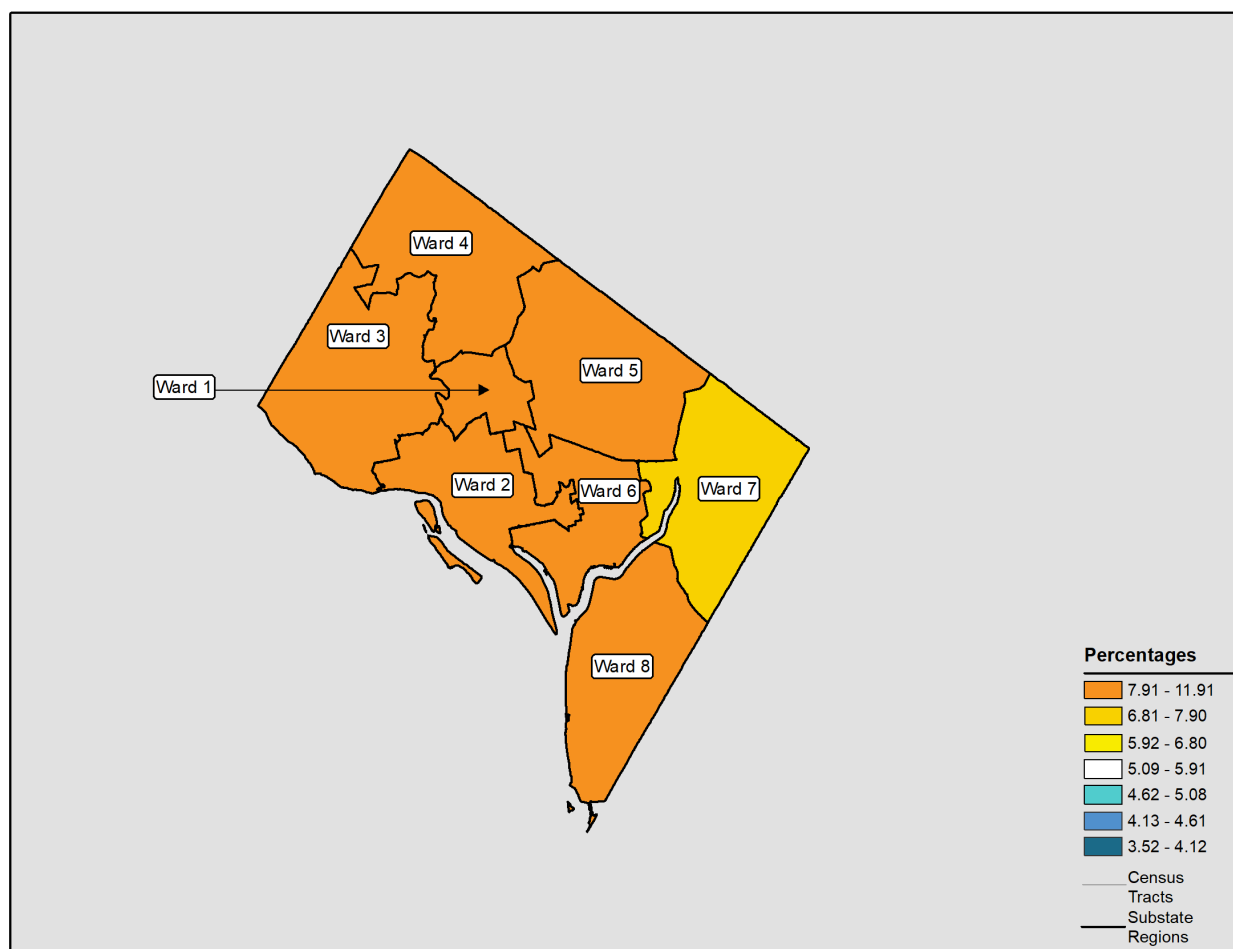 Ward 4
Ward 3
Ward 5
Ward 1
Ward 2
Ward 6
Ward 7
Ward 8
Percentages
7.91 - 11.91
6.81 - 7.90
5.92 - 6.80
5.09 - 5.91
4.62 - 5.08
4.13 - 4.61
3.52 - 4.12
Census
Tracts
Substate
Regions